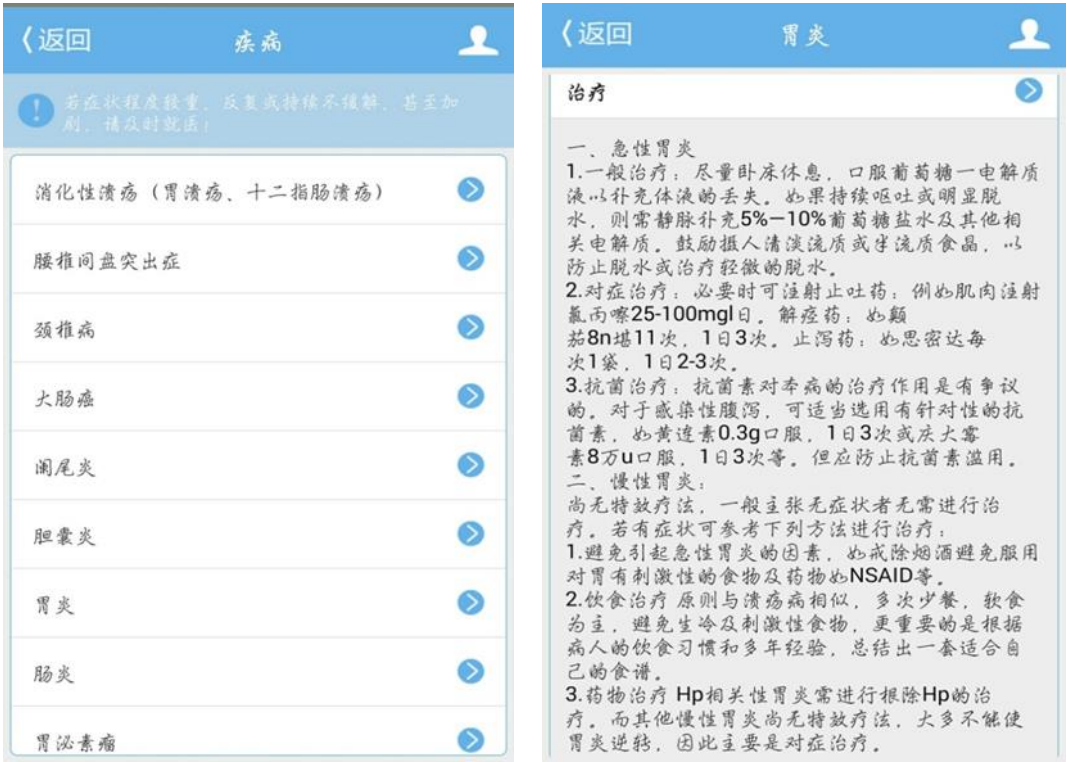 返回
疾病
若症状程度较重、反复或持续不缓解、甚至加
剧，请及时就医！
消化性溃疡（胃溃疡、十二指肠溃疡）
腰椎间盘突出症
颈椎病
大肠癌
阑尾炎
胆囊炎
胃炎
肠炎
胃泌素瘤
返回
胃炎
治疗
一、急性胃炎
1.一般治疗：尽量卧床休息，口服葡萄糖一电解质
液以补充体液的丢失。如果持续呕吐或明显脱
水，则需静脉补充5%—10%葡萄糖盐水及其他相
关电解质。鼓励摄人清淡流质或半流质食品，以
防止脱水或治疗轻微的脱水。
2.对症治疗：必要时可注射止吐药：例如肌肉注射
氯丙嗪25-100mgl日。解痉药：如颠
茄8n堪11次，1日3次。止泻药：如思密达每
次1袋，1日2-3次。
3.抗菌治疗：抗菌素对本病的治疗作用是有争议
的。对于感染性腹泻，可适当选用有针对性的抗
菌素，如黄连素0.3g口服，1日3次或庆大霉
素8万u口服，1日3次等。但应防止抗菌素滥用。
二、慢性胃炎：
尚无特效疗法，一般主张无症状者无需进行治
疗。若有症状可参考下列方法进行治疗：
1.避免引起急性胃炎的因素，如戒除烟酒避免服用
对胃有刺激性的食物及药物如NSAID等。
2.饮食治疗 原则与溃疡病相似，多次少餐，软食
为主，避免生冷及刺激性食物，更重要的是根据
病人的饮食习惯和多年经验，总结出一套适合自
己的食谱。
3.药物治疗 Hp相关性胃炎需进行根除Hp的治
疗。而其他慢性胃炎尚无特效疗法，大多不能使
胃炎逆转，因此主要是对症治疗。